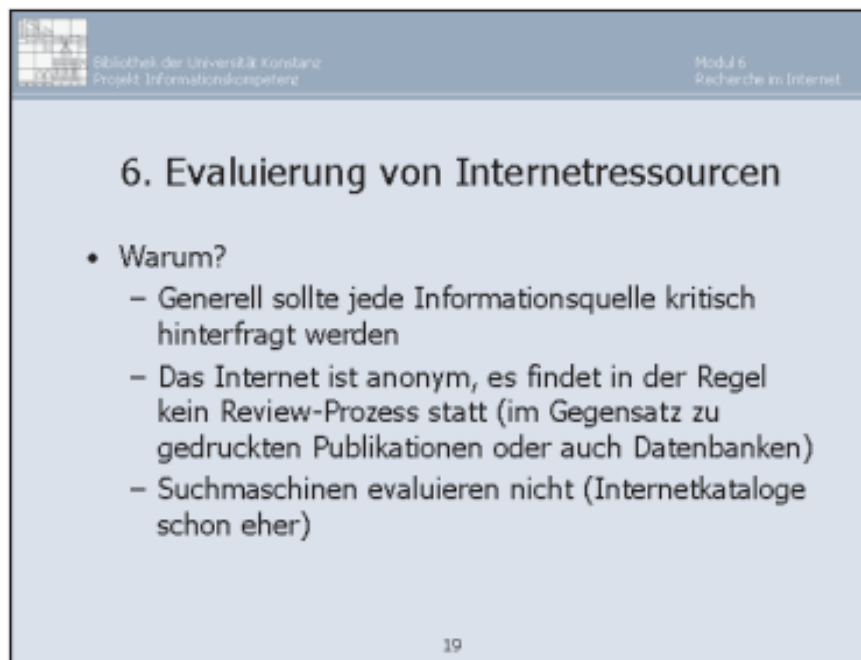 Bibliothek der Universität Konstanz
Projekt Informationskompetenz
Modul 6
Recherche im Internet
6. Evaluierung von Internetressourcen
• Warum?
– Generell sollte jede Informationsquelle kritisch
hinterfragt werden
– Das Internet ist anonym, es findet in der Regel
kein Review-Prozess statt (im Gegensatz zu
gedruckten Publikationen oder auch Datenbanken)
– Suchmaschinen evaluieren nicht (Internetkataloge
schon eher)
19